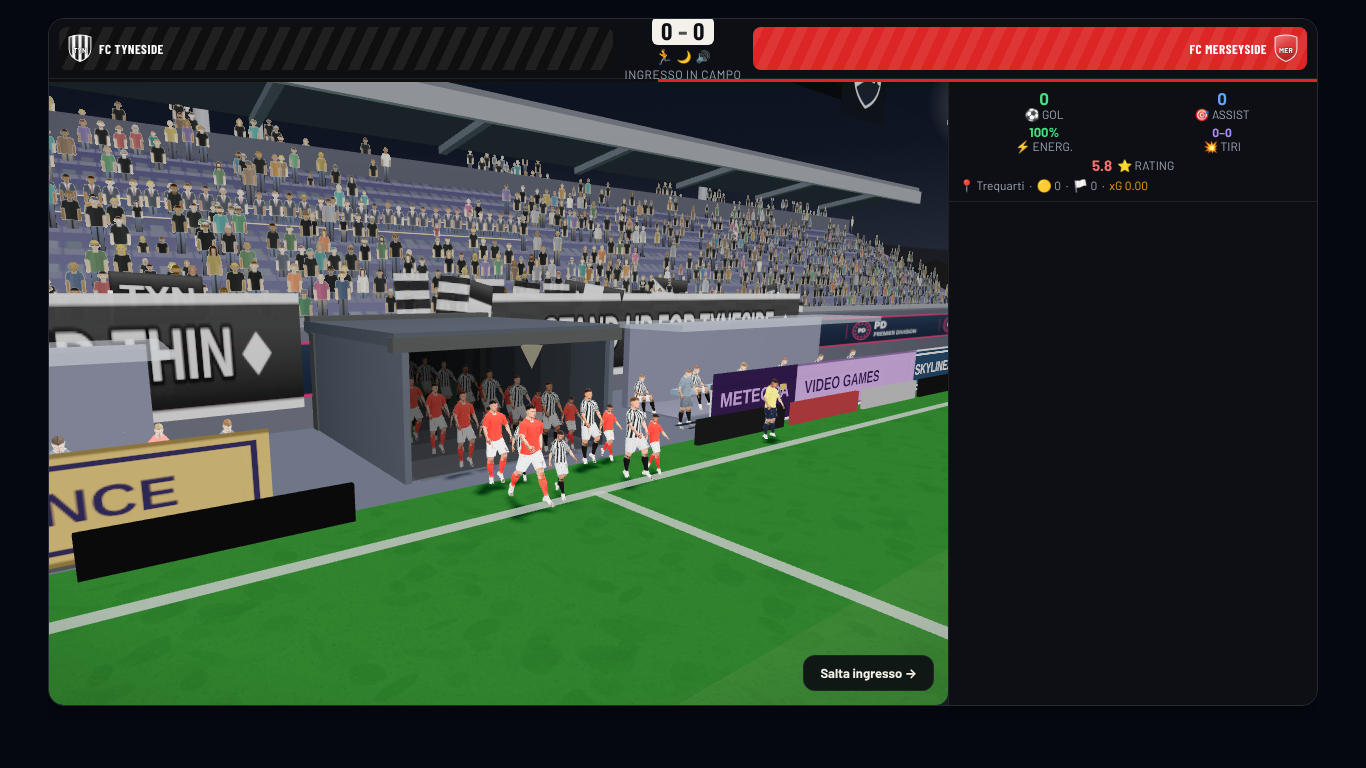 FC TYNESIDE
0 - 0
INGRESSO IN CAMPO
FC MERSEYSIDE
MER
0
GOL
0
ASSIST
100%
ENERG.
0-0
TIRI
5.8 RATING
Trequarti · 0 · 0 · xG 0.00
D THIN
STAND UP FOR TYNESIDE
PD
PD
PREMIER DIVISION
VIDEO GAMES
SKYLINE
NCE
Salta ingresso →